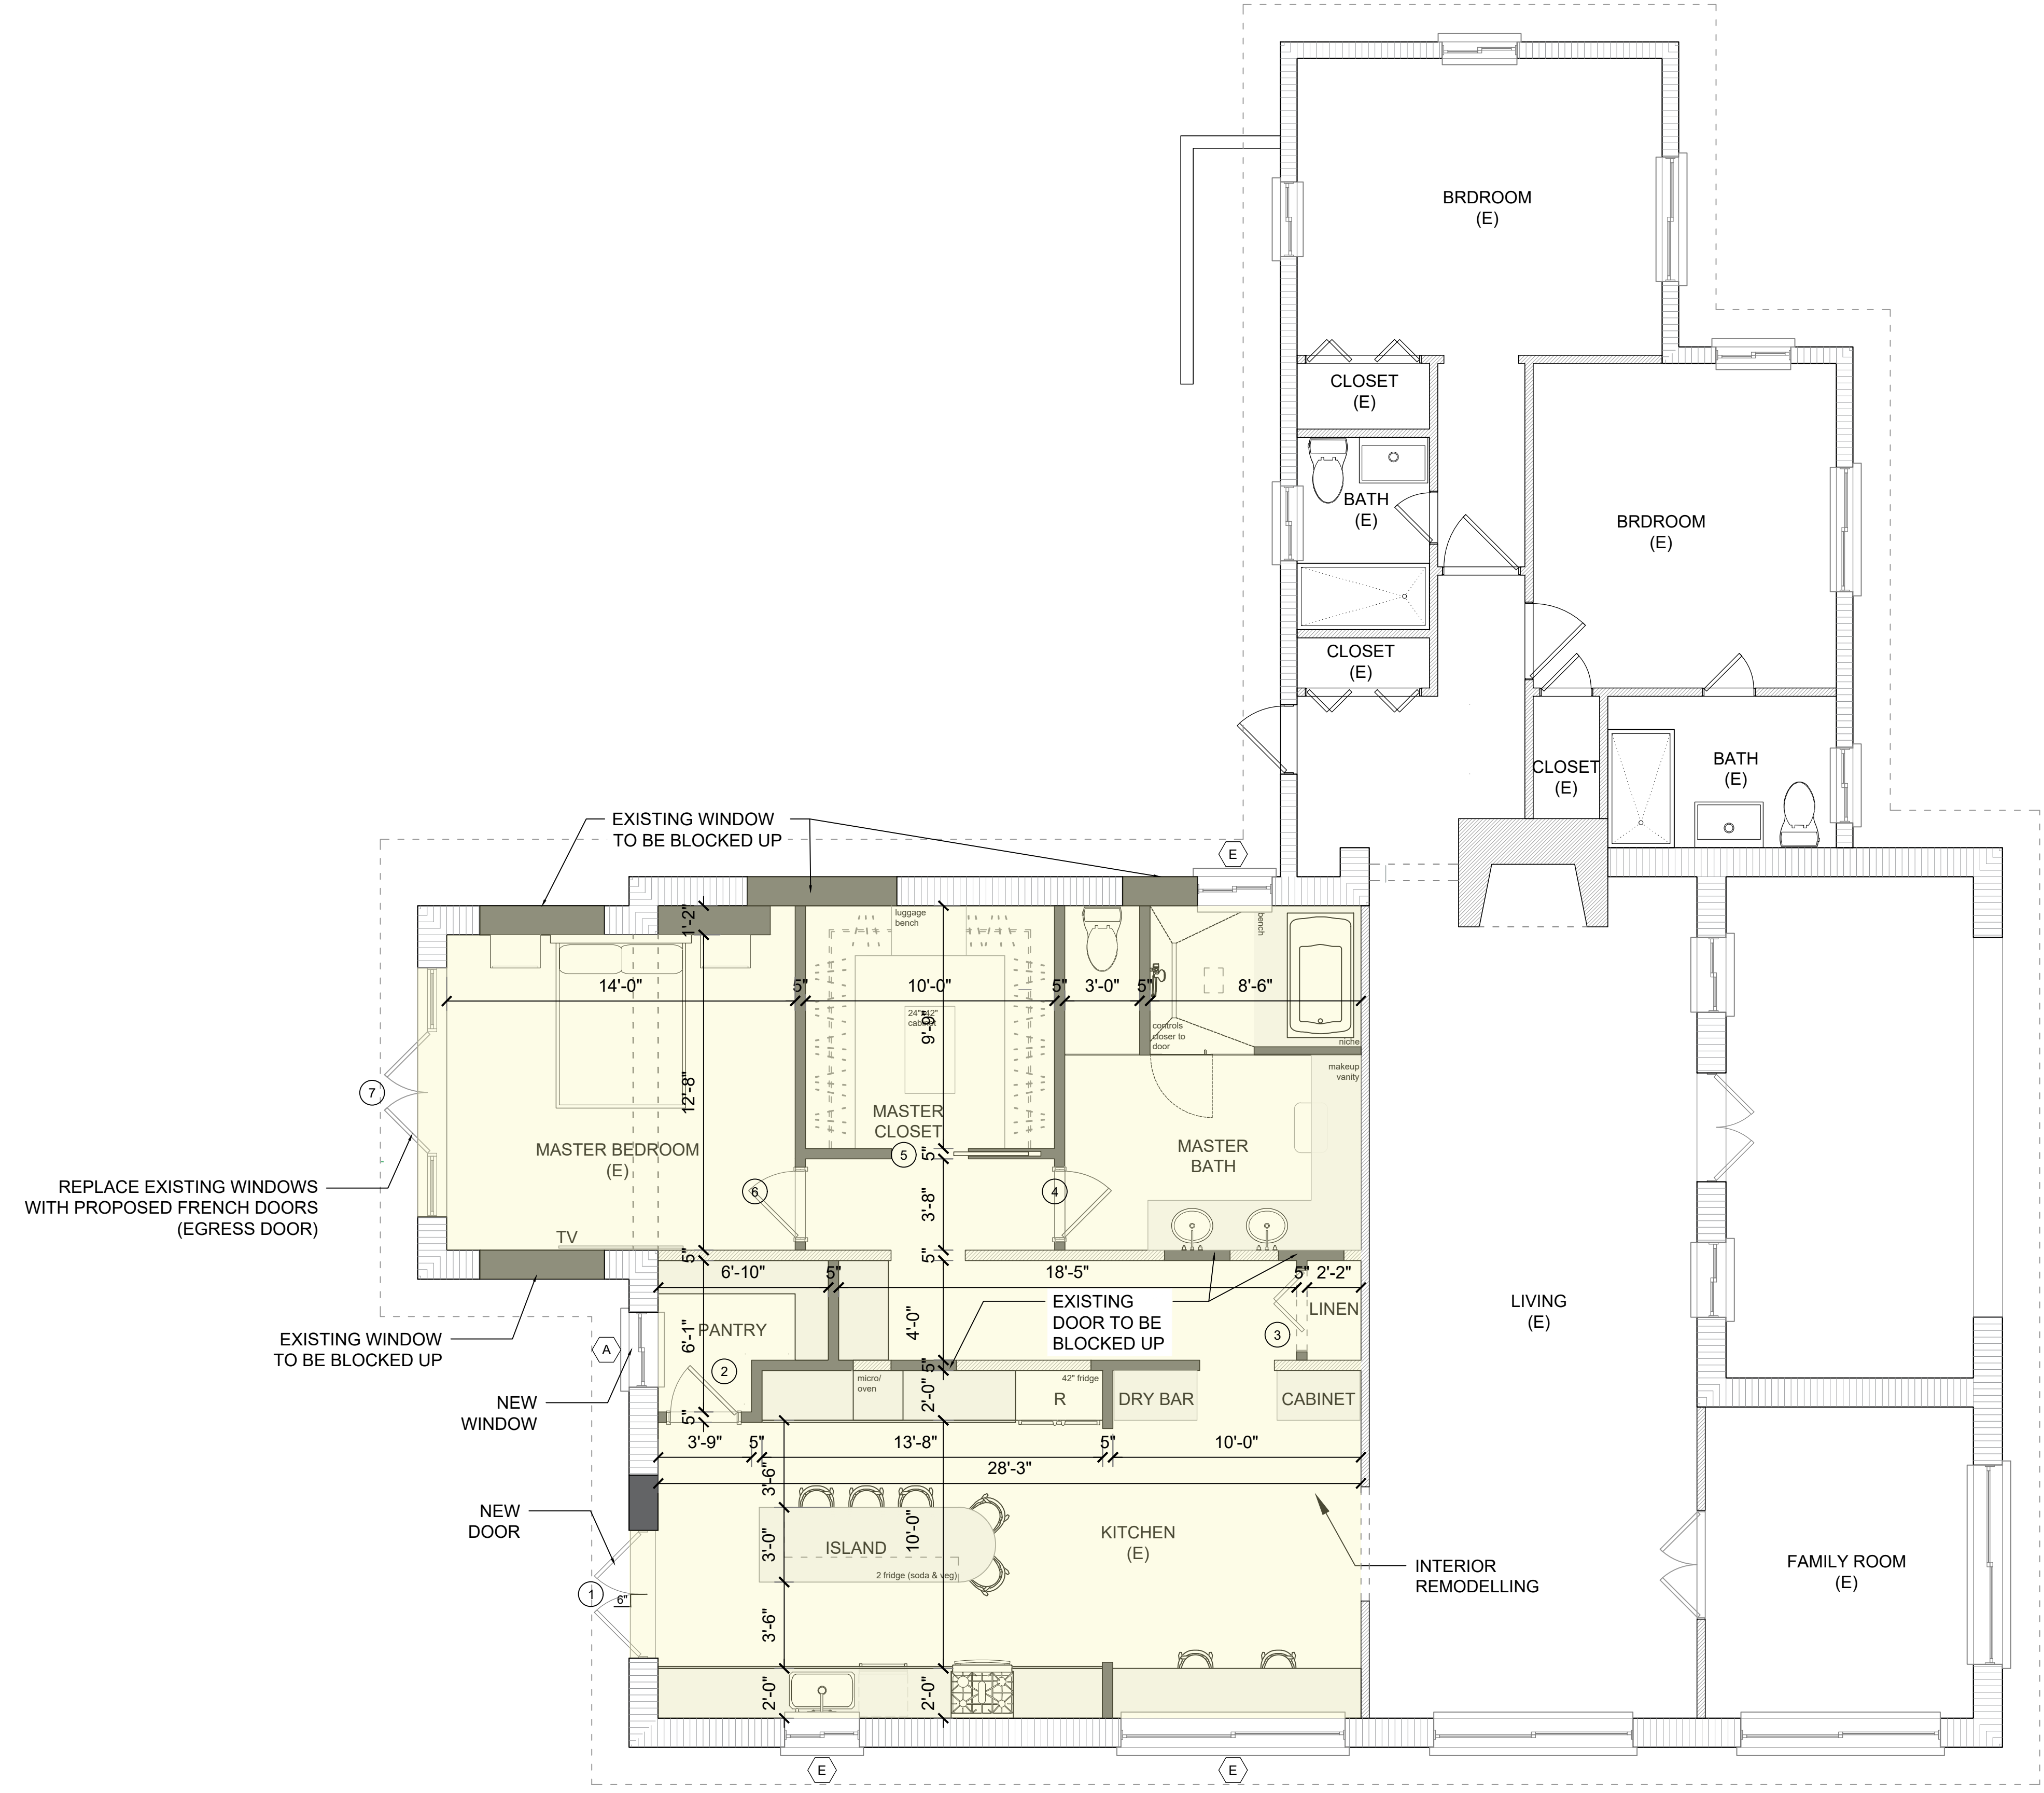 BRDROOM
(E)
CLOSET
(E)
BATH
(E)
BRDROOM
(E)
CLOSET
(E)
CLOSET
(E)
BATH
(E)
EXISTING WINDOW
TO BE BLOCKED UP
E
1'-2"
luggage
bench
bench
14'-0"
5"
10'-0"
5"
3'-0"
5"
8'-6"
24"x42"
cabinet
9'-9"
controls
closer to
door
niche
makeup
vanity
7
12'-8"
MASTER
CLOSET
MASTER BEDROOM
(E)
MASTER
BATH
5
5"
6
4
3'-8"
REPLACE EXISTING WINDOWS
WITH PROPOSED FRENCH DOORS
(EGRESS DOOR)
TV
5"
5"
6'-10"
5"
18'-5"
5"
2'-2"
EXISTING
DOOR TO BE
BLOCKED UP
LINEN
LIVING
(E)
3
4'-0"
PANTRY
6'-1"
EXISTING WINDOW
TO BE BLOCKED UP
A
2
5"
micro/
oven
42" fridge
R
2'-0"
DRY BAR
CABINET
NEW
WINDOW
5"
3'-9"
5"
13'-8"
5"
10'-0"
28'-3"
3'-6"
NEW
DOOR
ISLAND
10'-0"
3'-0"
KITCHEN
(E)
2 fridge (soda & veg)
INTERIOR
REMODELLING
FAMILY ROOM
(E)
1
6"
3'-6"
2'-0"
2'-0"
E
E